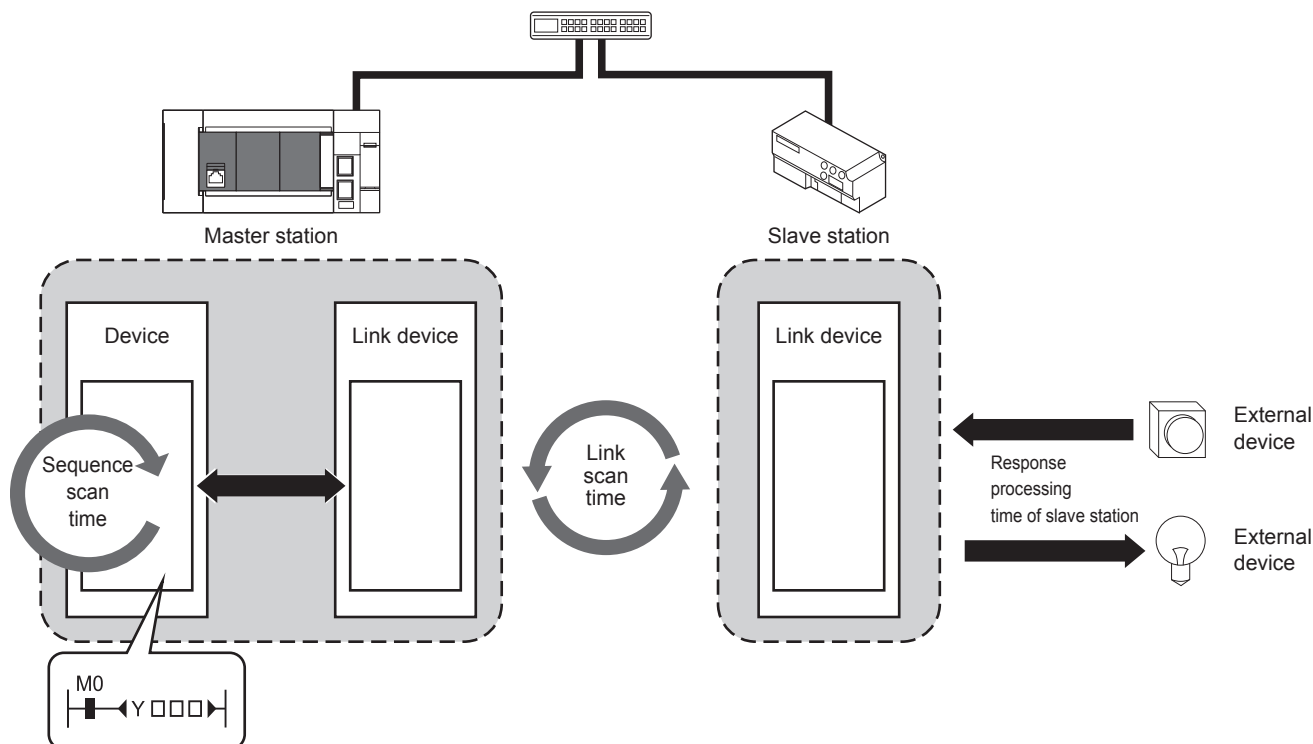 Master station
Slave station
Device
Link device
Link device
Sequence
scan
time
Link
scan
time
Response
processing
time of slave station
External
device
External
device
M0
Y □□□